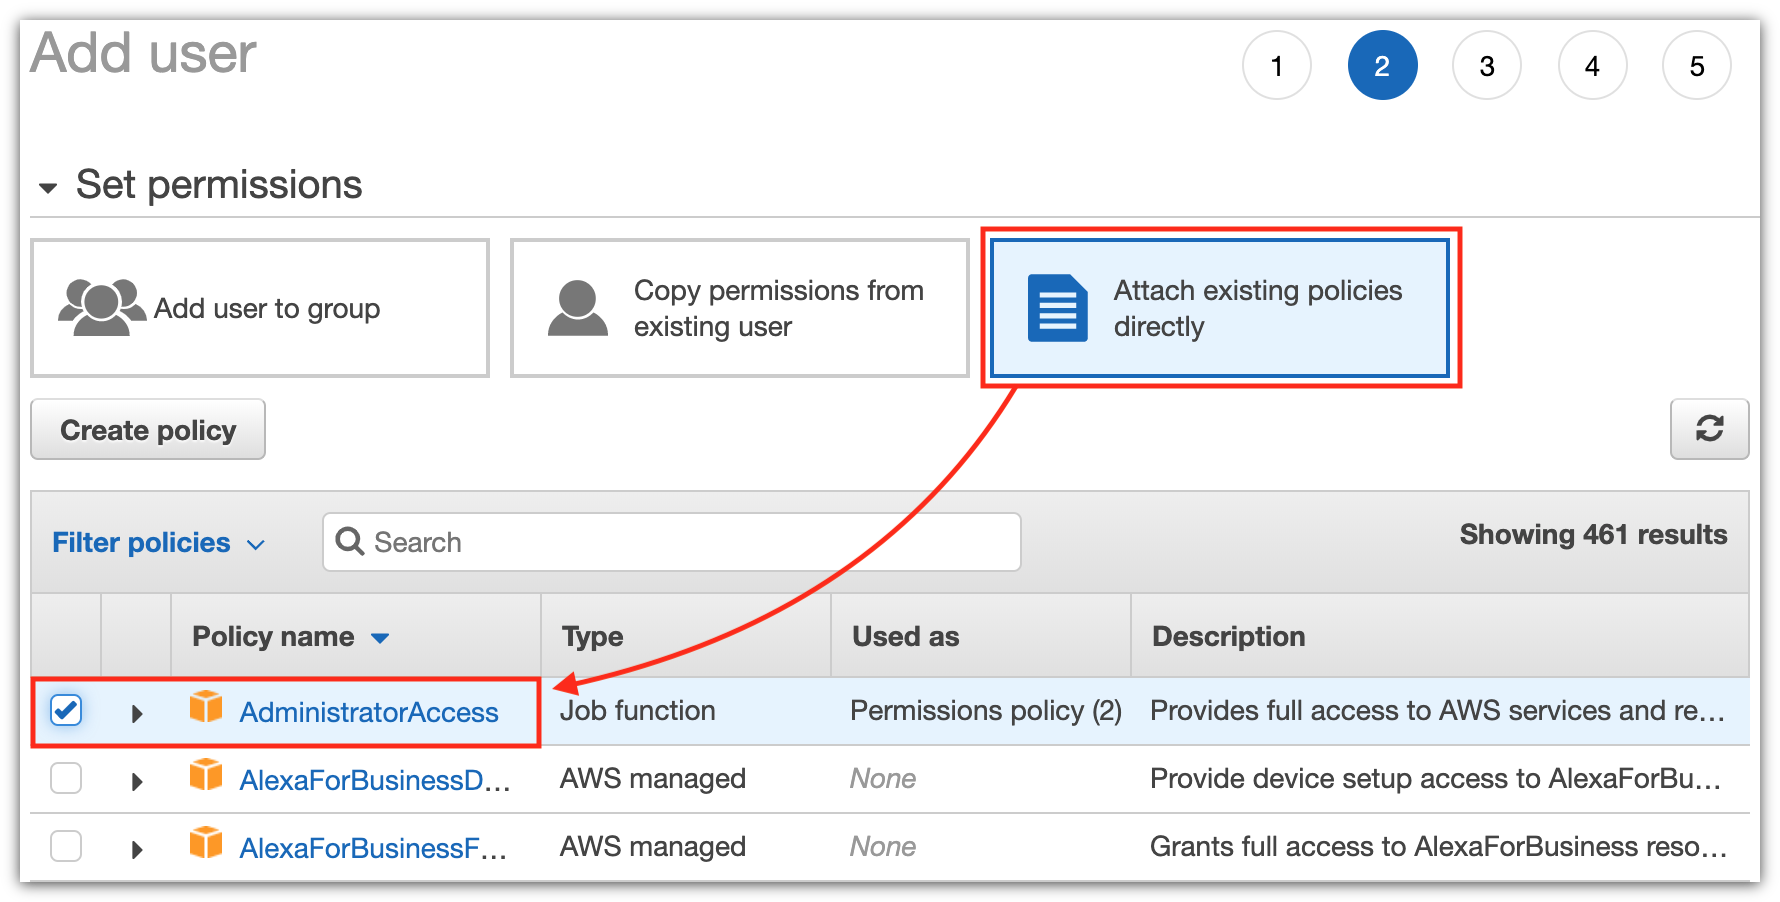 Add user
1 2 3 4 5
Set permissions
Add user to group
Copy permissions from
existing user
Attach existing policies
directly
Create policy
Filter policies
Search
Showing 461 results
Policy name Type Used as Description
AdministratorAccess Job function Permissions policy (2) Provides full access to AWS services and re...
AlexaForBusinessD... AWS managed None Provide device setup access to AlexaForBu...
AlexaForBusinessF... AWS managed None Grants full access to AlexaForBusiness reso...